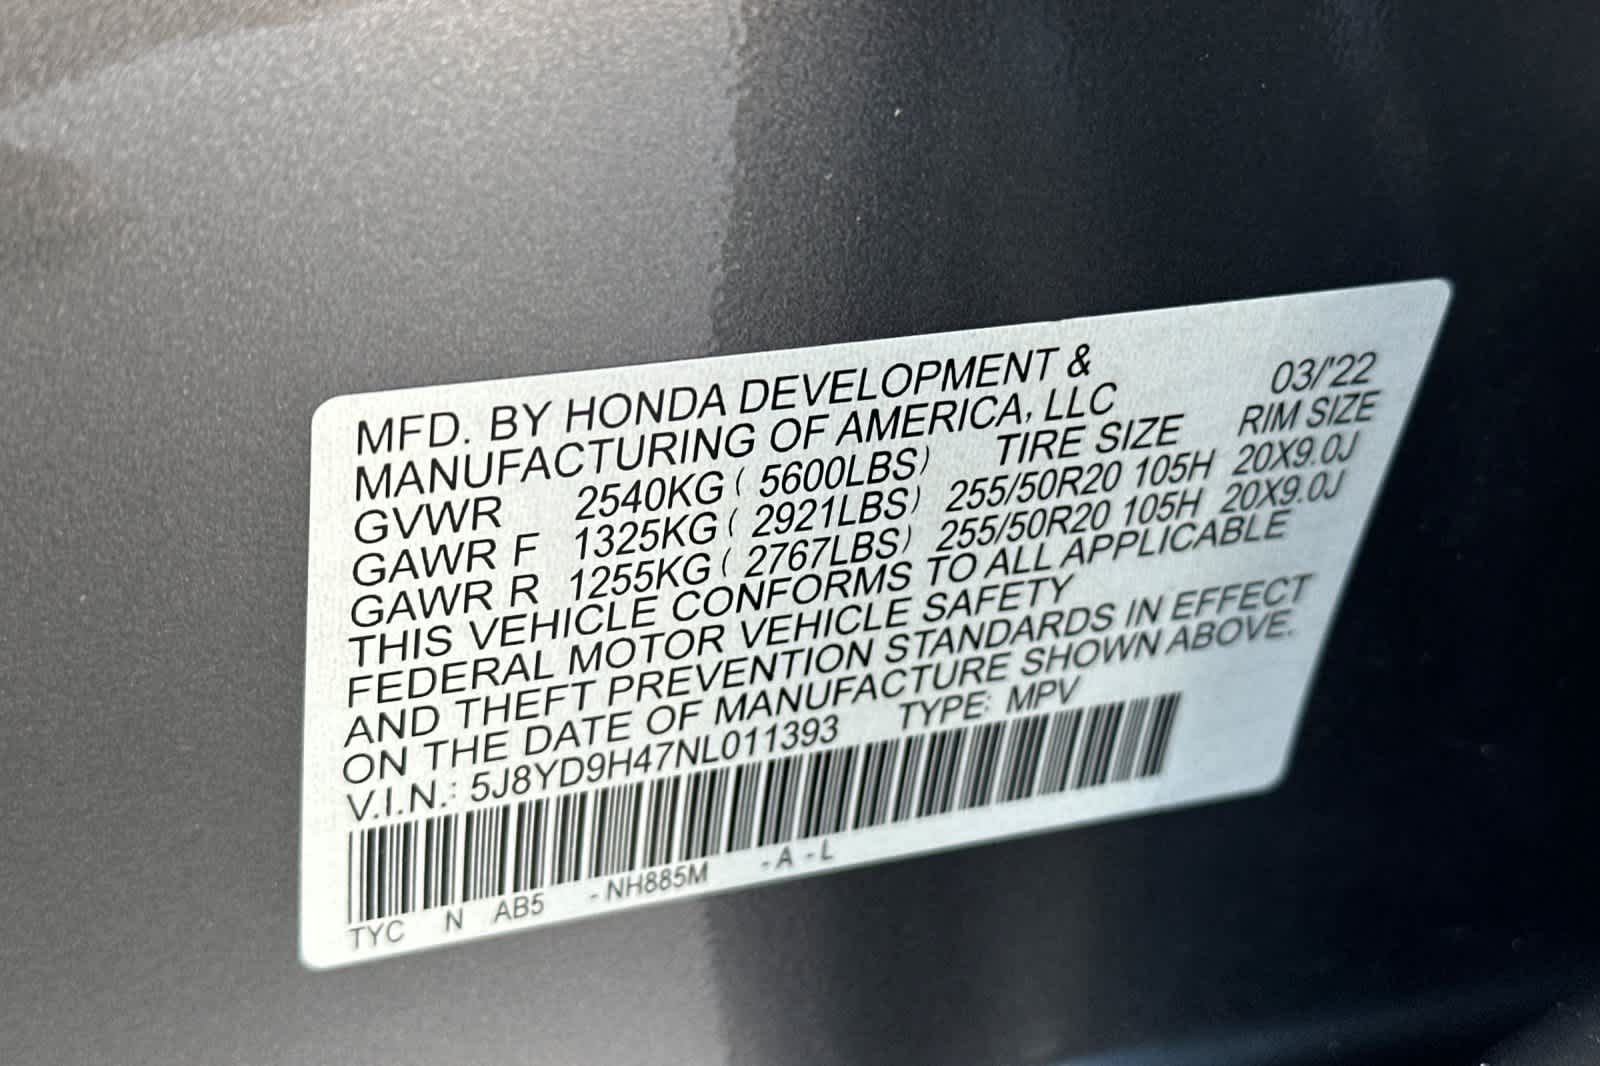 MFD. BY HONDA DEVELOPMENT &
MANUFACTURING OF AMERICA, LLC 03/'22
GVWR 2540KG ( 5600LBS) TIRE SIZE RIM SIZE
GAWR F 1325KG ( 2921LBS) 255/50R20 105H 20X9.0J
GAWR R 1255KG ( 2767LBS) 255/50R20 105H 20X9.0J
THIS VEHICLE CONFORMS TO ALL APPLICABLE
FEDERAL MOTOR VEHICLE SAFETY
AND THEFT PREVENTION STANDARDS IN EFFECT
ON THE DATE OF MANUFACTURE SHOWN ABOVE.
V.I.N.: 5J8YD9H47NL011393 TYPE: MPV
TYC N AB5 -NH885M -A -L